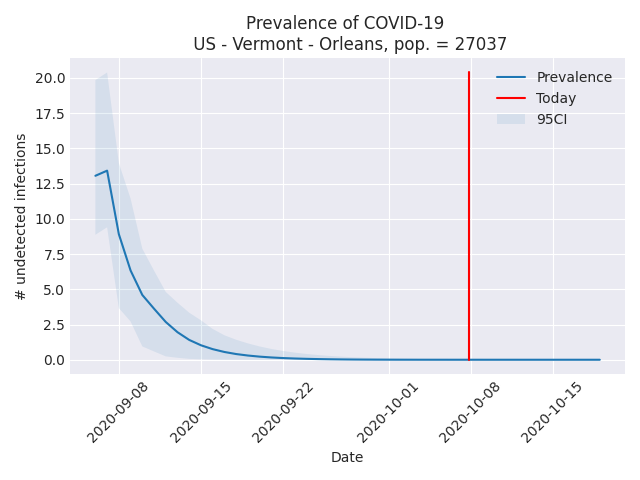 Prevalence of COVID-19
US - Vermont - Orleans, pop. = 27037
Prevalence
Today
95CI
# undetected infections
20.0
17.5
15.0
12.5
10.0
7.5
5.0
2.5
0.0
2020-09-08
2020-09-15
2020-09-22
2020-10-01
2020-10-08
2020-10-15
Date